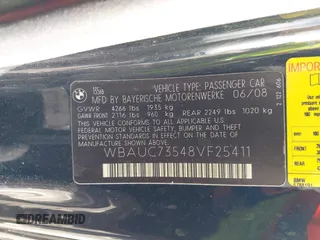 VEHICLE TYPE: PASSENGER CAR
MFD BY BAYERISCHE MOTORENWERKE 06/08
GVWR 4266 lbs 1935 kg
GAWR FRONT 2116 lbs 960 kg REAR 2249 lbs 1020 kg
THIS VEHICLE CONFORMS TO ALL APPLICABLE
FEDERAL MOTOR VEHICLE SAFETY, BUMPER AND
THEFT PREVENTION STANDARDS IN EFFECT ON
THE DATE OF MANUFACTURE SHOWN ABOVE.
WBAUC73548VF25411
BMW
DREAMBID